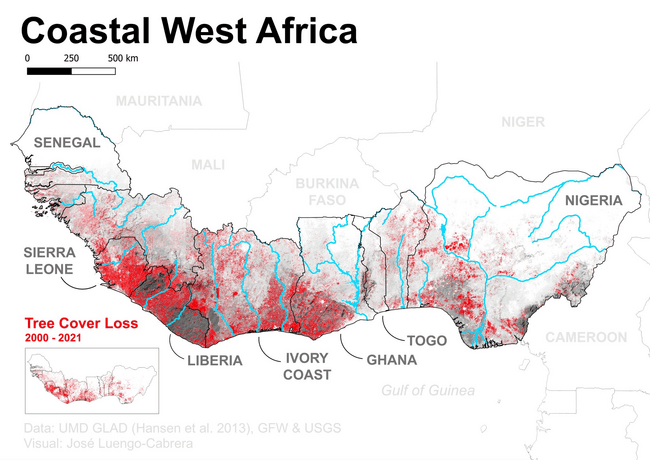 Coastal West Africa
0 250 500 km
MAURITANIA
NIGER
SENEGAL
MALI
BURKINA
FASO
NIGERIA
SIERRA
LEONE
Tree Cover Loss
2000 - 2021
LIBERIA
IVORY
COAST
GHANA
TOGO
CAMEROON
Gulf of Guinea
Data: UMD GLAD (Hansen et al. 2013), GFW & USGS
Visual: José Luengo-Cabrera